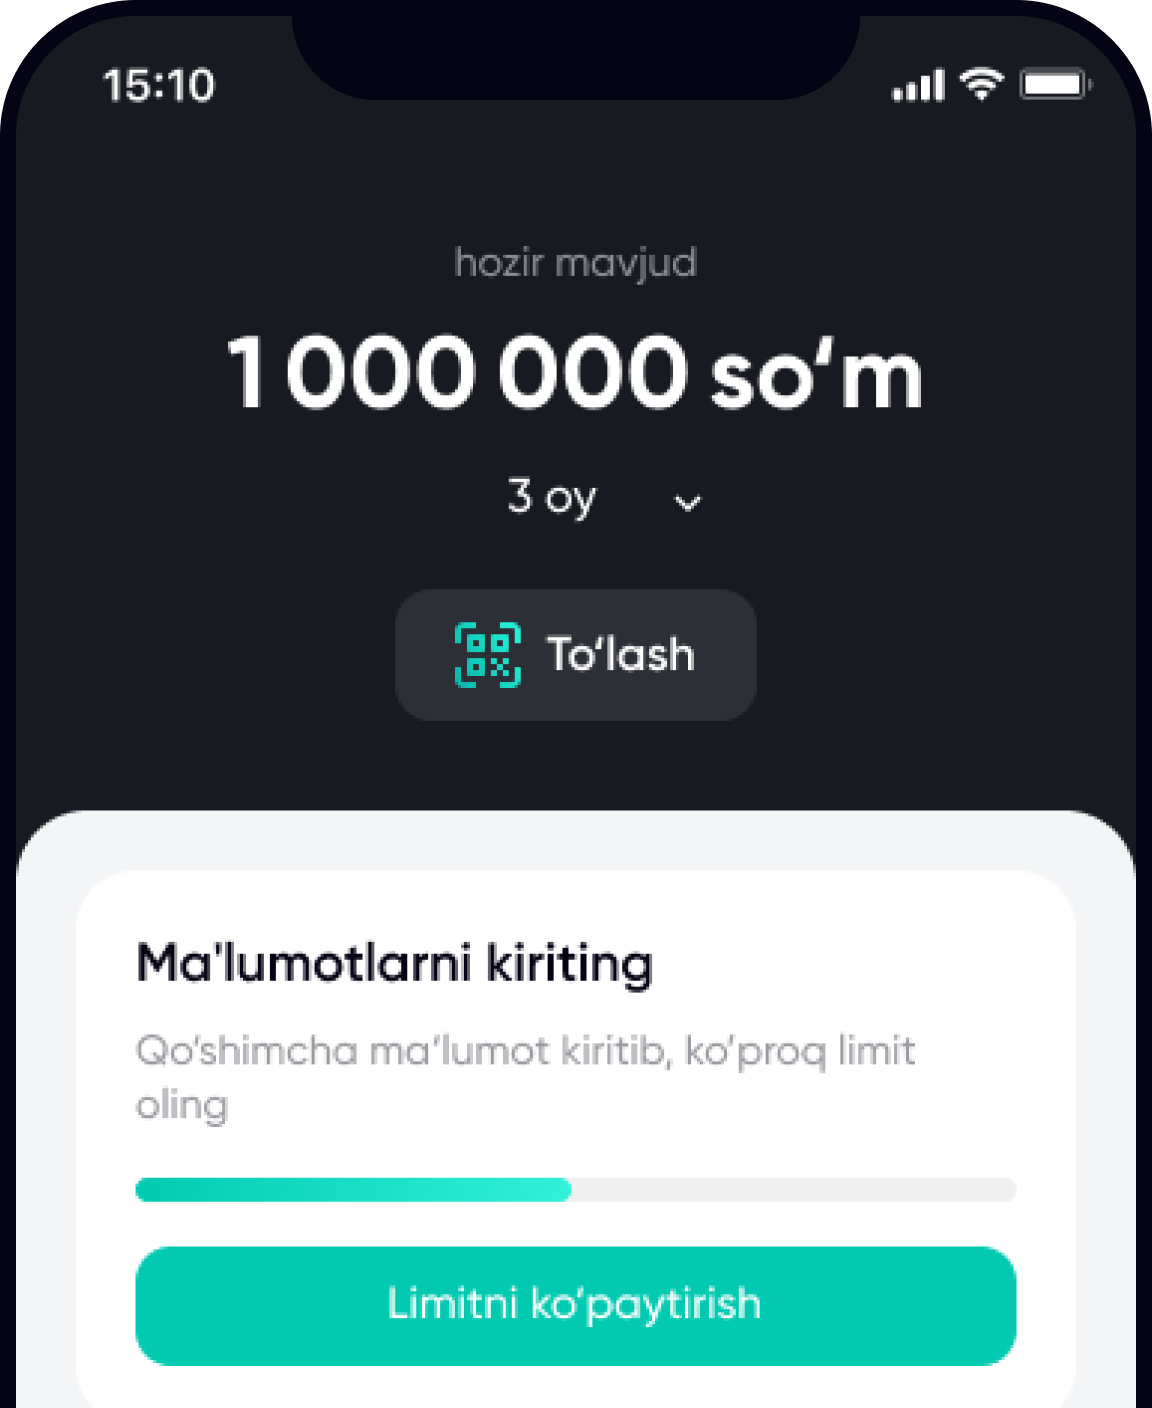 15:10
hozir mavjud
1 000 000 so‘m
3 oy
To‘lash
Ma'lumotlarni kiriting
Qo‘shimcha ma’lumot kiritib, ko‘proq limit
oling
Limitni ko‘paytirish